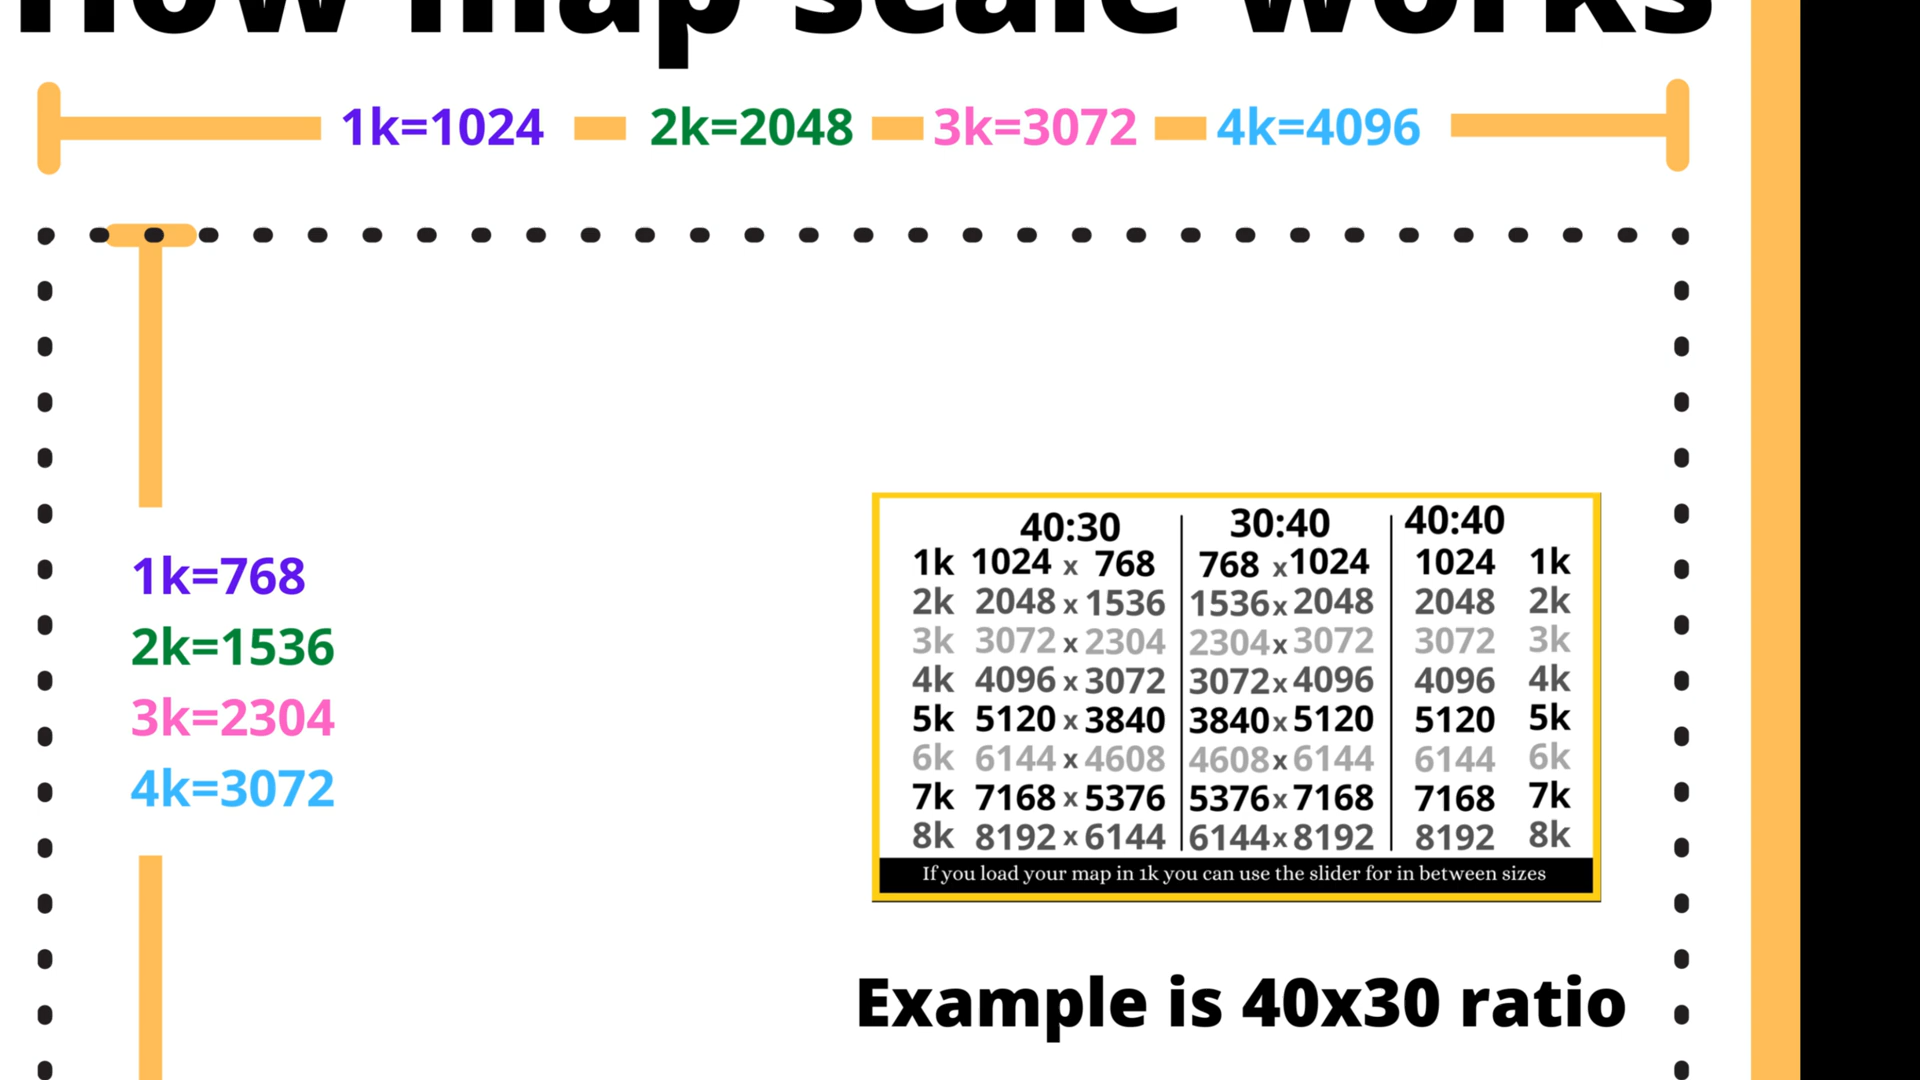 How map scale works
1k=1024 2k=2048 3k=3072 4k=4096
1k=768
2k=1536
3k=2304
4k=3072
40:30 30:40 40:40
1k 1024 x 768 768 x 1024 1024 1k
2k 2048 x 1536 1536 x 2048 2048 2k
3k 3072 x 2304 2304 x 3072 3072 3k
4k 4096 x 3072 3072 x 4096 4096 4k
5k 5120 x 3840 3840 x 5120 5120 5k
6k 6144 x 4608 4608 x 6144 6144 6k
7k 7168 x 5376 5376 x 7168 7168 7k
8k 8192 x 6144 6144 x 8192 8192 8k
If you load your map in 1k you can use the slider for in between sizes
Example is 40x30 ratio